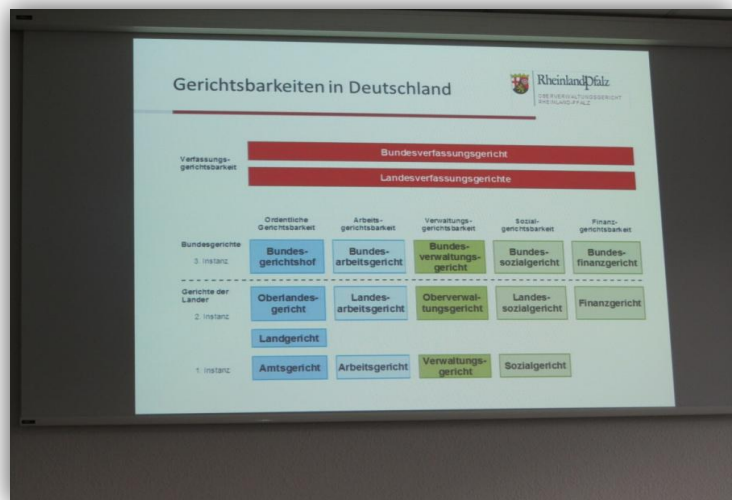 Gerichtsbarkeiten in Deutschland
RheinlandPfalz
OBERVERWALTUNGSGERICHT
RHEINLAND-PFALZ
Verfassungs-
gerichtsbarkeit
Bundesverfassungsgericht
Landesverfassungsgerichte
Ordentliche
Gerichtsbarkeit
Arbeits-
gerichtsbarkeit
Verwaltungs-
gerichtsbarkeit
Sozial-
gerichtsbarkeit
Finanz-
gerichtsbarkeit
Bundesgerichte
3. Instanz
Bundes-
gerichtshof
Bundes-
arbeitsgericht
Bundes-
verwaltungs-
gericht
Bundes-
sozialgericht
Bundes-
finanzgericht
Gerichte der
Länder
2. Instanz
Oberlandes-
gericht
Landes-
arbeitsgericht
Oberverwal-
tungsgericht
Landes-
sozialgericht
Finanzgericht
Landgericht
1. Instanz
Amtsgericht
Arbeitsgericht
Verwaltungs-
gericht
Sozialgericht